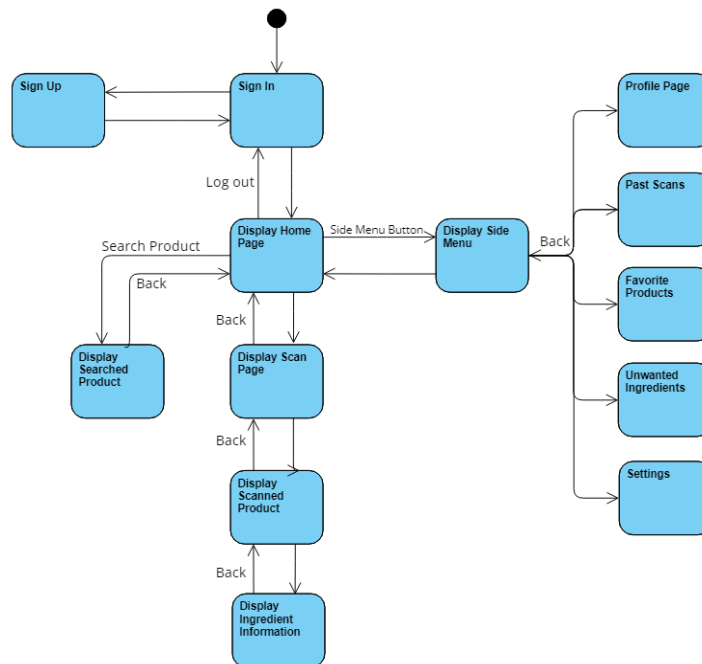 Sign Up
Sign In
Profile Page
Log out
Past Scans
Display Home
Page
Side Menu Button
Display Side
Menu
Back
Search Product
Back
Favorite
Products
Back
Display
Searched
Product
Display Scan
Page
Unwanted
Ingredients
Back
Display
Scanned
Product
Settings
Back
Display
Ingredient
Information